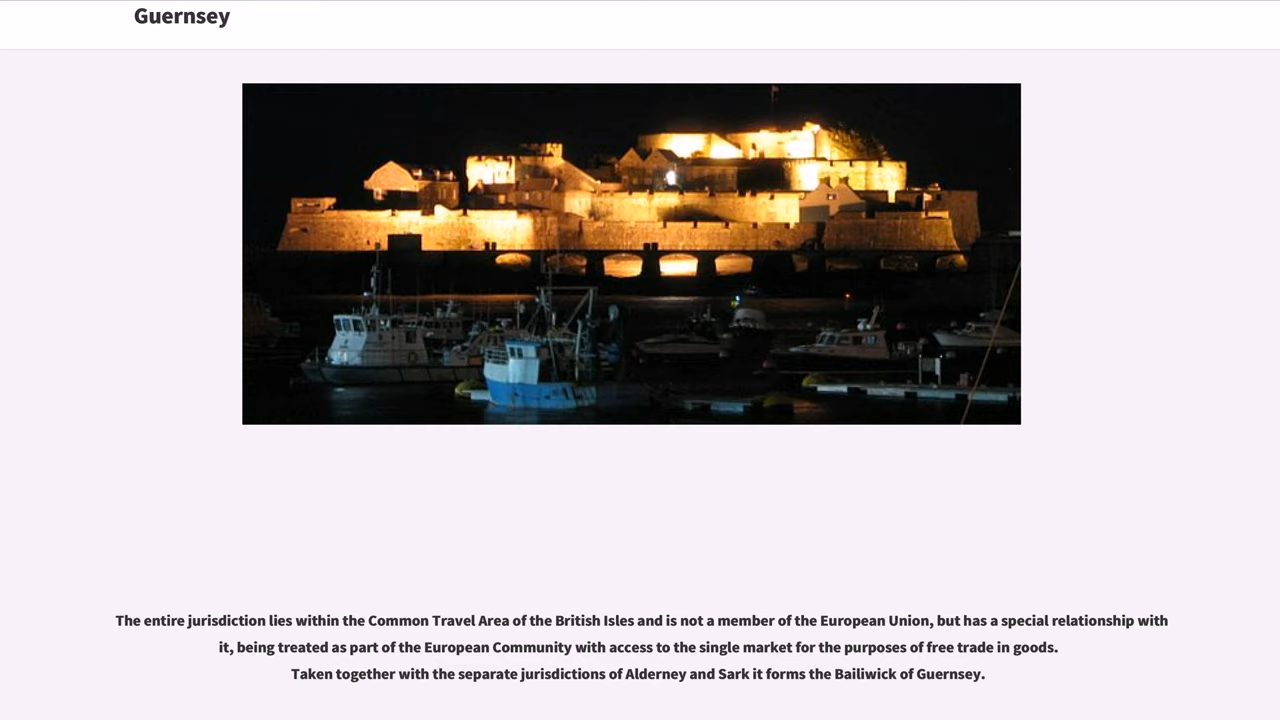 Guernsey
The entire jurisdiction lies within the Common Travel Area of the British Isles and is not a member of the European Union, but has a special relationship with
it, being treated as part of the European Community with access to the single market for the purposes of free trade in goods.
Taken together with the separate jurisdictions of Alderney and Sark it forms the Bailiwick of Guernsey.